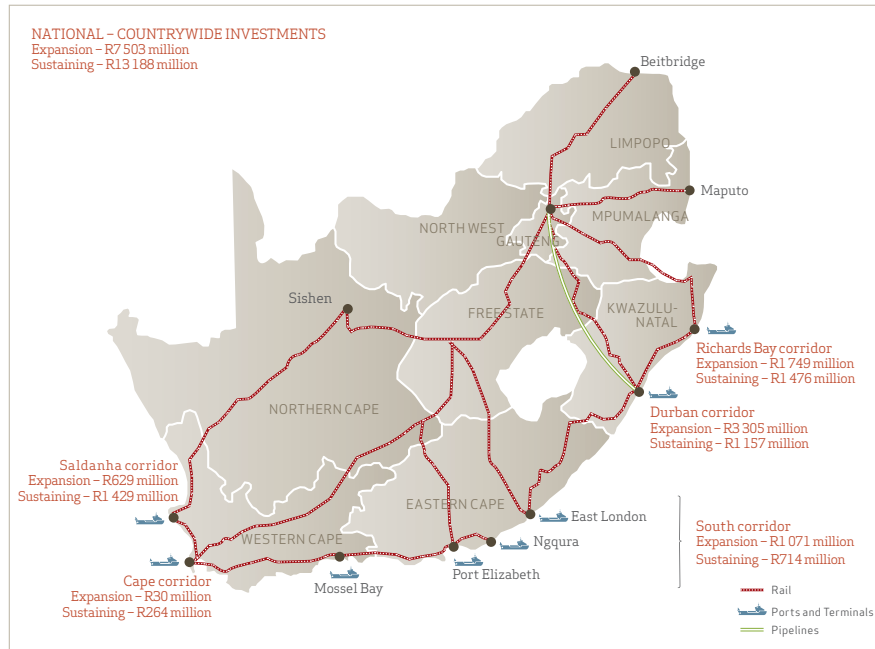 NATIONAL – COUNTRYWIDE INVESTMENTS
Expansion – R7 503 million
Sustaining – R13 188 million
Beitbridge
LIMPOPO
Maputo
MPUMALANGA
NORTH WEST
GAUTENG
Sishen
FREE STATE
KWAZULU-
NATAL
Richards Bay corridor
Expansion – R1 749 million
Sustaining – R1 476 million
NORTHERN CAPE
Durban corridor
Expansion – R3 305 million
Sustaining – R1 157 million
Saldanha corridor
Expansion – R629 million
Sustaining – R1 429 million
EASTERN CAPE
East London
South corridor
Expansion – R1 071 million
Sustaining – R714 million
WESTERN CAPE
Ngqura
Port Elizabeth
Mossel Bay
Cape corridor
Expansion – R30 million
Sustaining – R264 million
Rail
Ports and Terminals
Pipelines